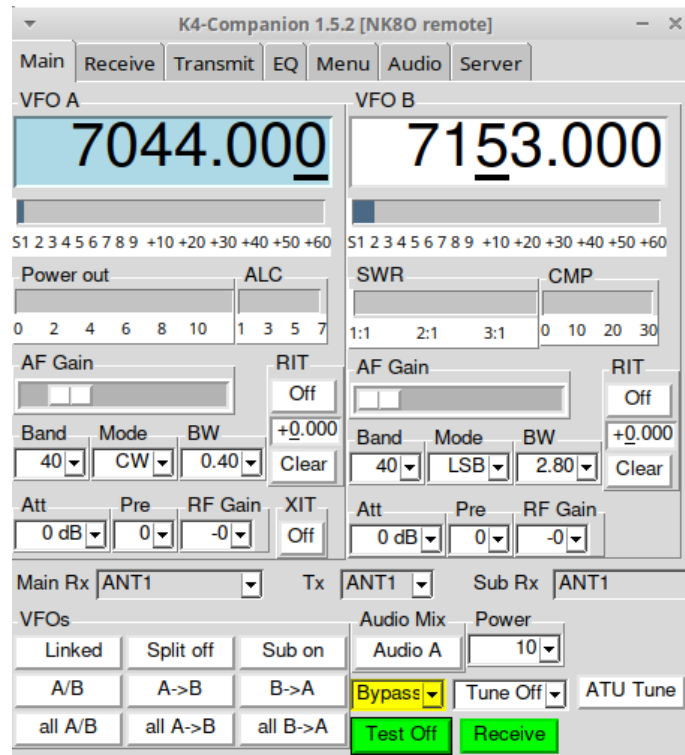 K4-Companion 1.5.2 [NK8O remote]
Main Receive Transmit EQ Menu Audio Server
VFO A
7044.000
S1 2 3 4 5 6 7 8 9 +10 +20 +30 +40 +50 +60
Power out ALC
0 2 4 6 8 10 1 3 5 7
AF Gain RIT
Off
+0.000
Band Mode BW
40 CW 0.40 Clear
Att Pre RF Gain XIT
0 dB 0 -0 Off
VFO B
7153.000
S1 2 3 4 5 6 7 8 9 +10 +20 +30 +40 +50 +60
SWR CMP
1:1 2:1 3:1 0 10 20 30
AF Gain RIT
Off
+0.000
Band Mode BW
40 LSB 2.80 Clear
Att Pre RF Gain
0 dB 0 -0
Main Rx ANT1 Tx ANT1 Sub Rx ANT1
VFOs
Linked Split off Sub on
A/B A->B B->A
all A/B all A->B all B->A
Audio Mix Power
Audio A 10
Bypass Tune Off ATU Tune
Test Off Receive